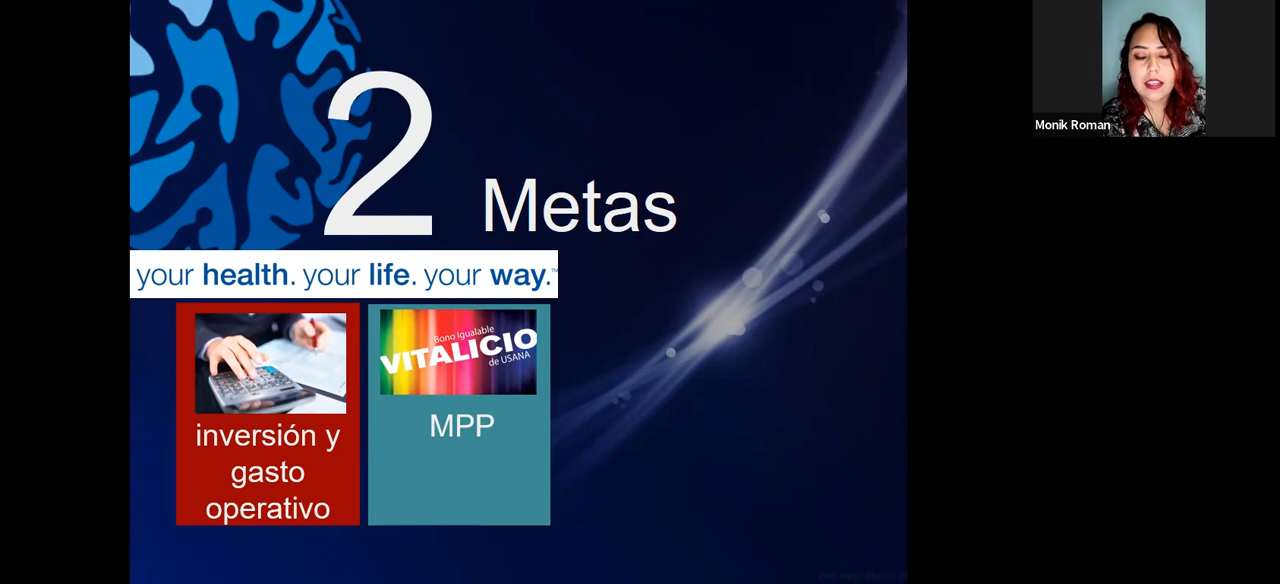 2 Metas
your health. your life. your way.™
Bono Igualable
VITALICIO
de USANA
inversión y
gasto
operativo
MPP
Monik Roman